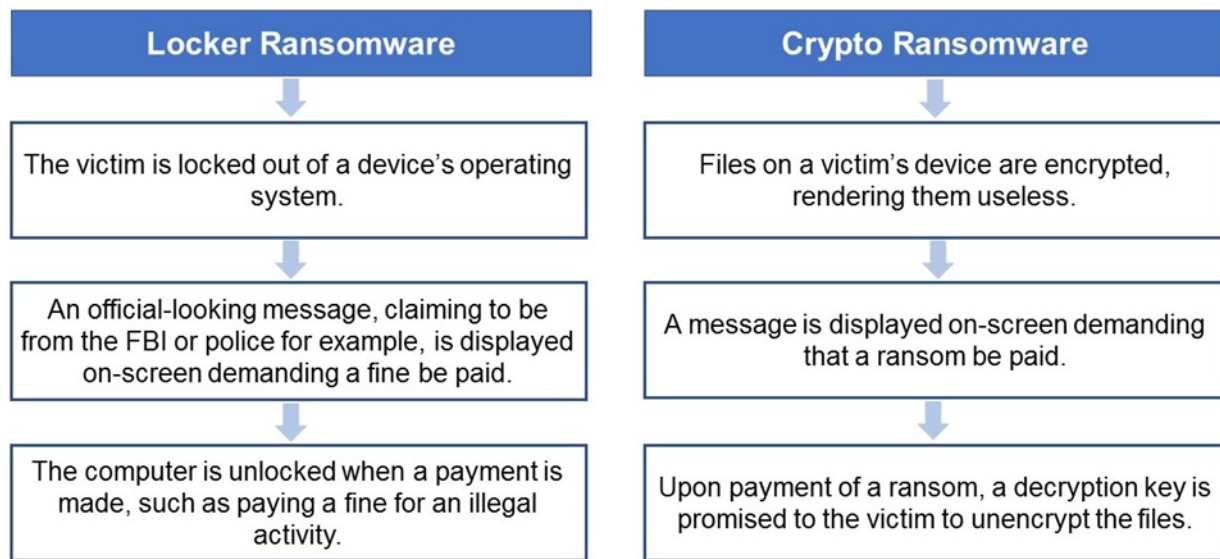 Locker Ransomware
The victim is locked out of a device's operating
system.
An official-looking message, claiming to be
from the FBI or police for example, is displayed
on-screen demanding a fine be paid.
The computer is unlocked when a payment is
made, such as paying a fine for an illegal
activity.
Crypto Ransomware
Files on a victim's device are encrypted,
rendering them useless.
A message is displayed on-screen demanding
that a ransom be paid.
Upon payment of a ransom, a decryption key is
promised to the victim to unencrypt the files.